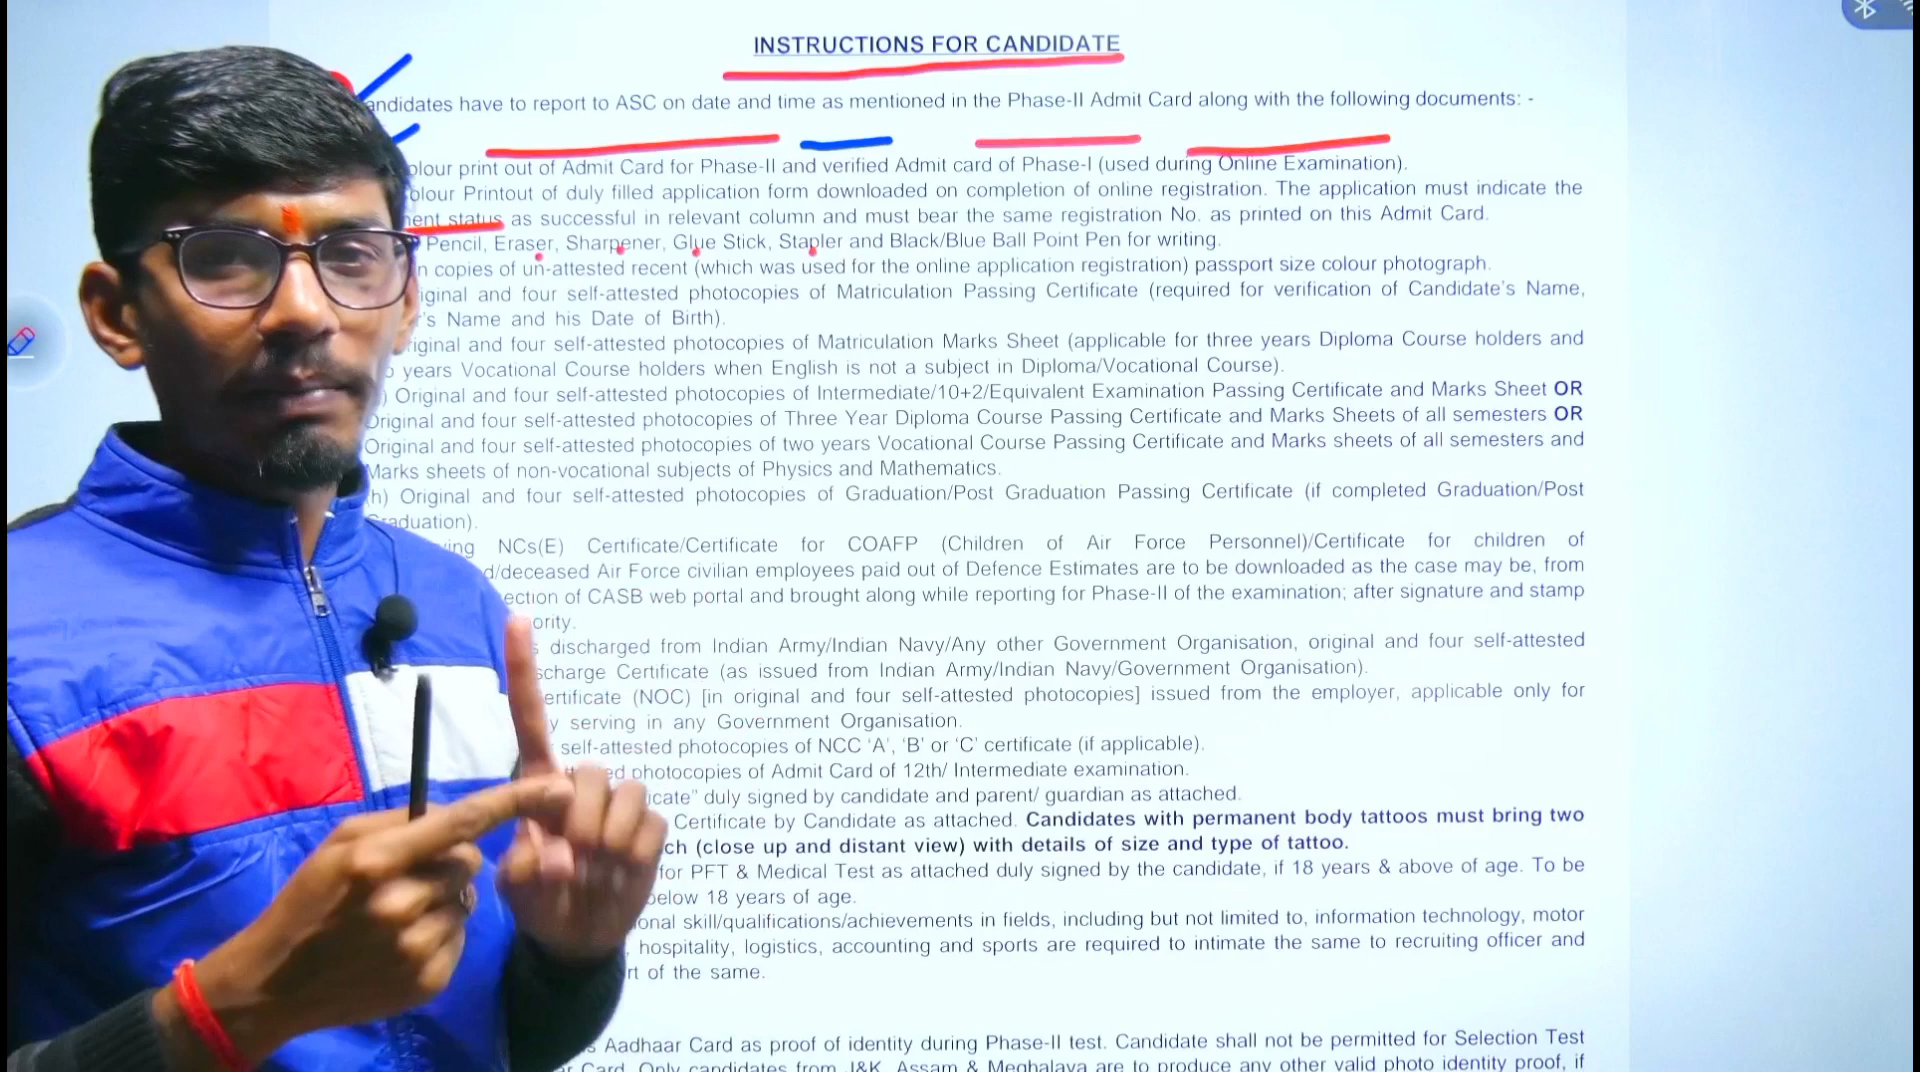 INSTRUCTIONS FOR CANDIDATE
andidates have to report to ASC on date and time as mentioned in the Phase-II Admit Card along with the following documents: -
olour print out of Admit Card for Phase-II and verified Admit card of Phase-I (used during Online Examination).
olour Printout of duly filled application form downloaded on completion of online registration. The application must indicate the
ent status as successful in relevant column and must bear the same registration No. as printed on this Admit Card.
Pencil, Eraser, Sharpener, Glue Stick, Stapler and Black/Blue Ball Point Pen for writing.
n copies of un-attested recent (which was used for the online application registration) passport size colour photograph.
iginal and four self-attested photocopies of Matriculation Passing Certificate (required for verification of Candidate's Name,
's Name and his Date of Birth).
riginal and four self-attested photocopies of Matriculation Marks Sheet (applicable for three years Diploma Course holders and
o years Vocational Course holders when English is not a subject in Diploma/Vocational Course).
) Original and four self-attested photocopies of Intermediate/10+2/Equivalent Examination Passing Certificate and Marks Sheet OR
Original and four self-attested photocopies of Three Year Diploma Course Passing Certificate and Marks Sheets of all semesters OR
Original and four self-attested photocopies of two years Vocational Course Passing Certificate and Marks sheets of all semesters and
Marks sheets of non-vocational subjects of Physics and Mathematics.
(h) Original and four self-attested photocopies of Graduation/Post Graduation Passing Certificate (if completed Graduation/Post
Graduation).
ving NCs(E) Certificate/Certificate for COAFP (Children of Air Force Personnel)/Certificate for children of
d/deceased Air Force civilian employees paid out of Defence Estimates are to be downloaded as the case may be, from
ection of CASB web portal and brought along while reporting for Phase-II of the examination; after signature and stamp
ority.
s discharged from Indian Army/Indian Navy/Any other Government Organisation, original and four self-attested
scharge Certificate (as issued from Indian Army/Indian Navy/Government Organisation).
ertificate (NOC) [in original and four self-attested photocopies] issued from the employer, applicable only for
y serving in any Government Organisation.
self-attested photocopies of NCC 'A', 'B' or 'C' certificate (if applicable).
ed photocopies of Admit Card of 12th/ Intermediate examination.
icate" duly signed by candidate and parent/ guardian as attached.
Certificate by Candidate as attached. Candidates with permanent body tattoos must bring two
ch (close up and distant view) with details of size and type of tattoo.
for PFT & Medical Test as attached duly signed by the candidate, if 18 years & above of age. To be
below 18 years of age.
onal skill/qualifications/achievements in fields, including but not limited to, information technology, motor
, hospitality, logistics, accounting and sports are required to intimate the same to recruiting officer and
rt of the same.
s Aadhaar Card as proof of identity during Phase-II test. Candidate shall not be permitted for Selection Test
r Card. Only candidates from J&K, Assam & Meghalaya are to produce any other valid photo identity proof, if